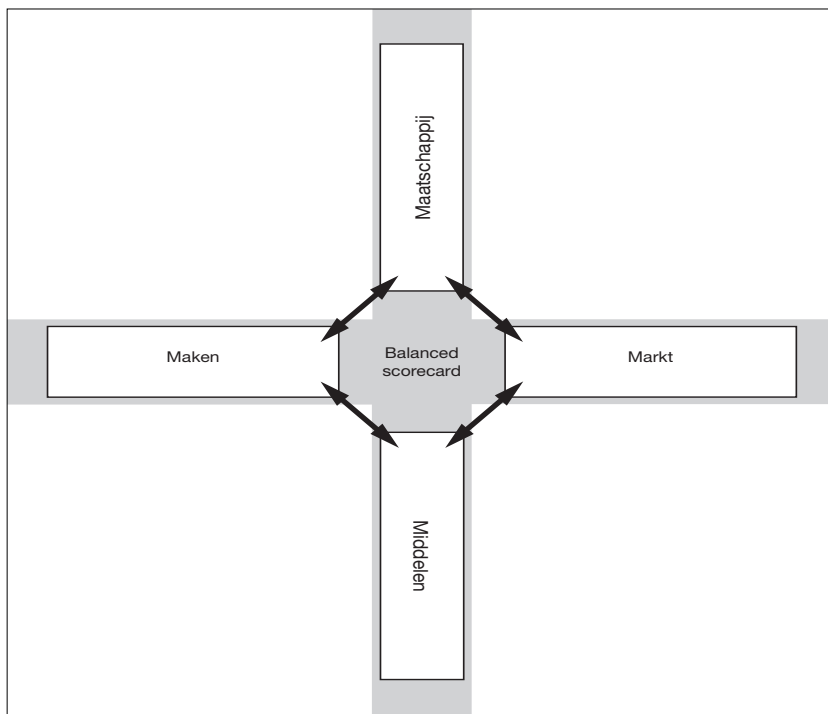 Maatschappij
Maken
Balanced
scorecard
Markt
Middelen